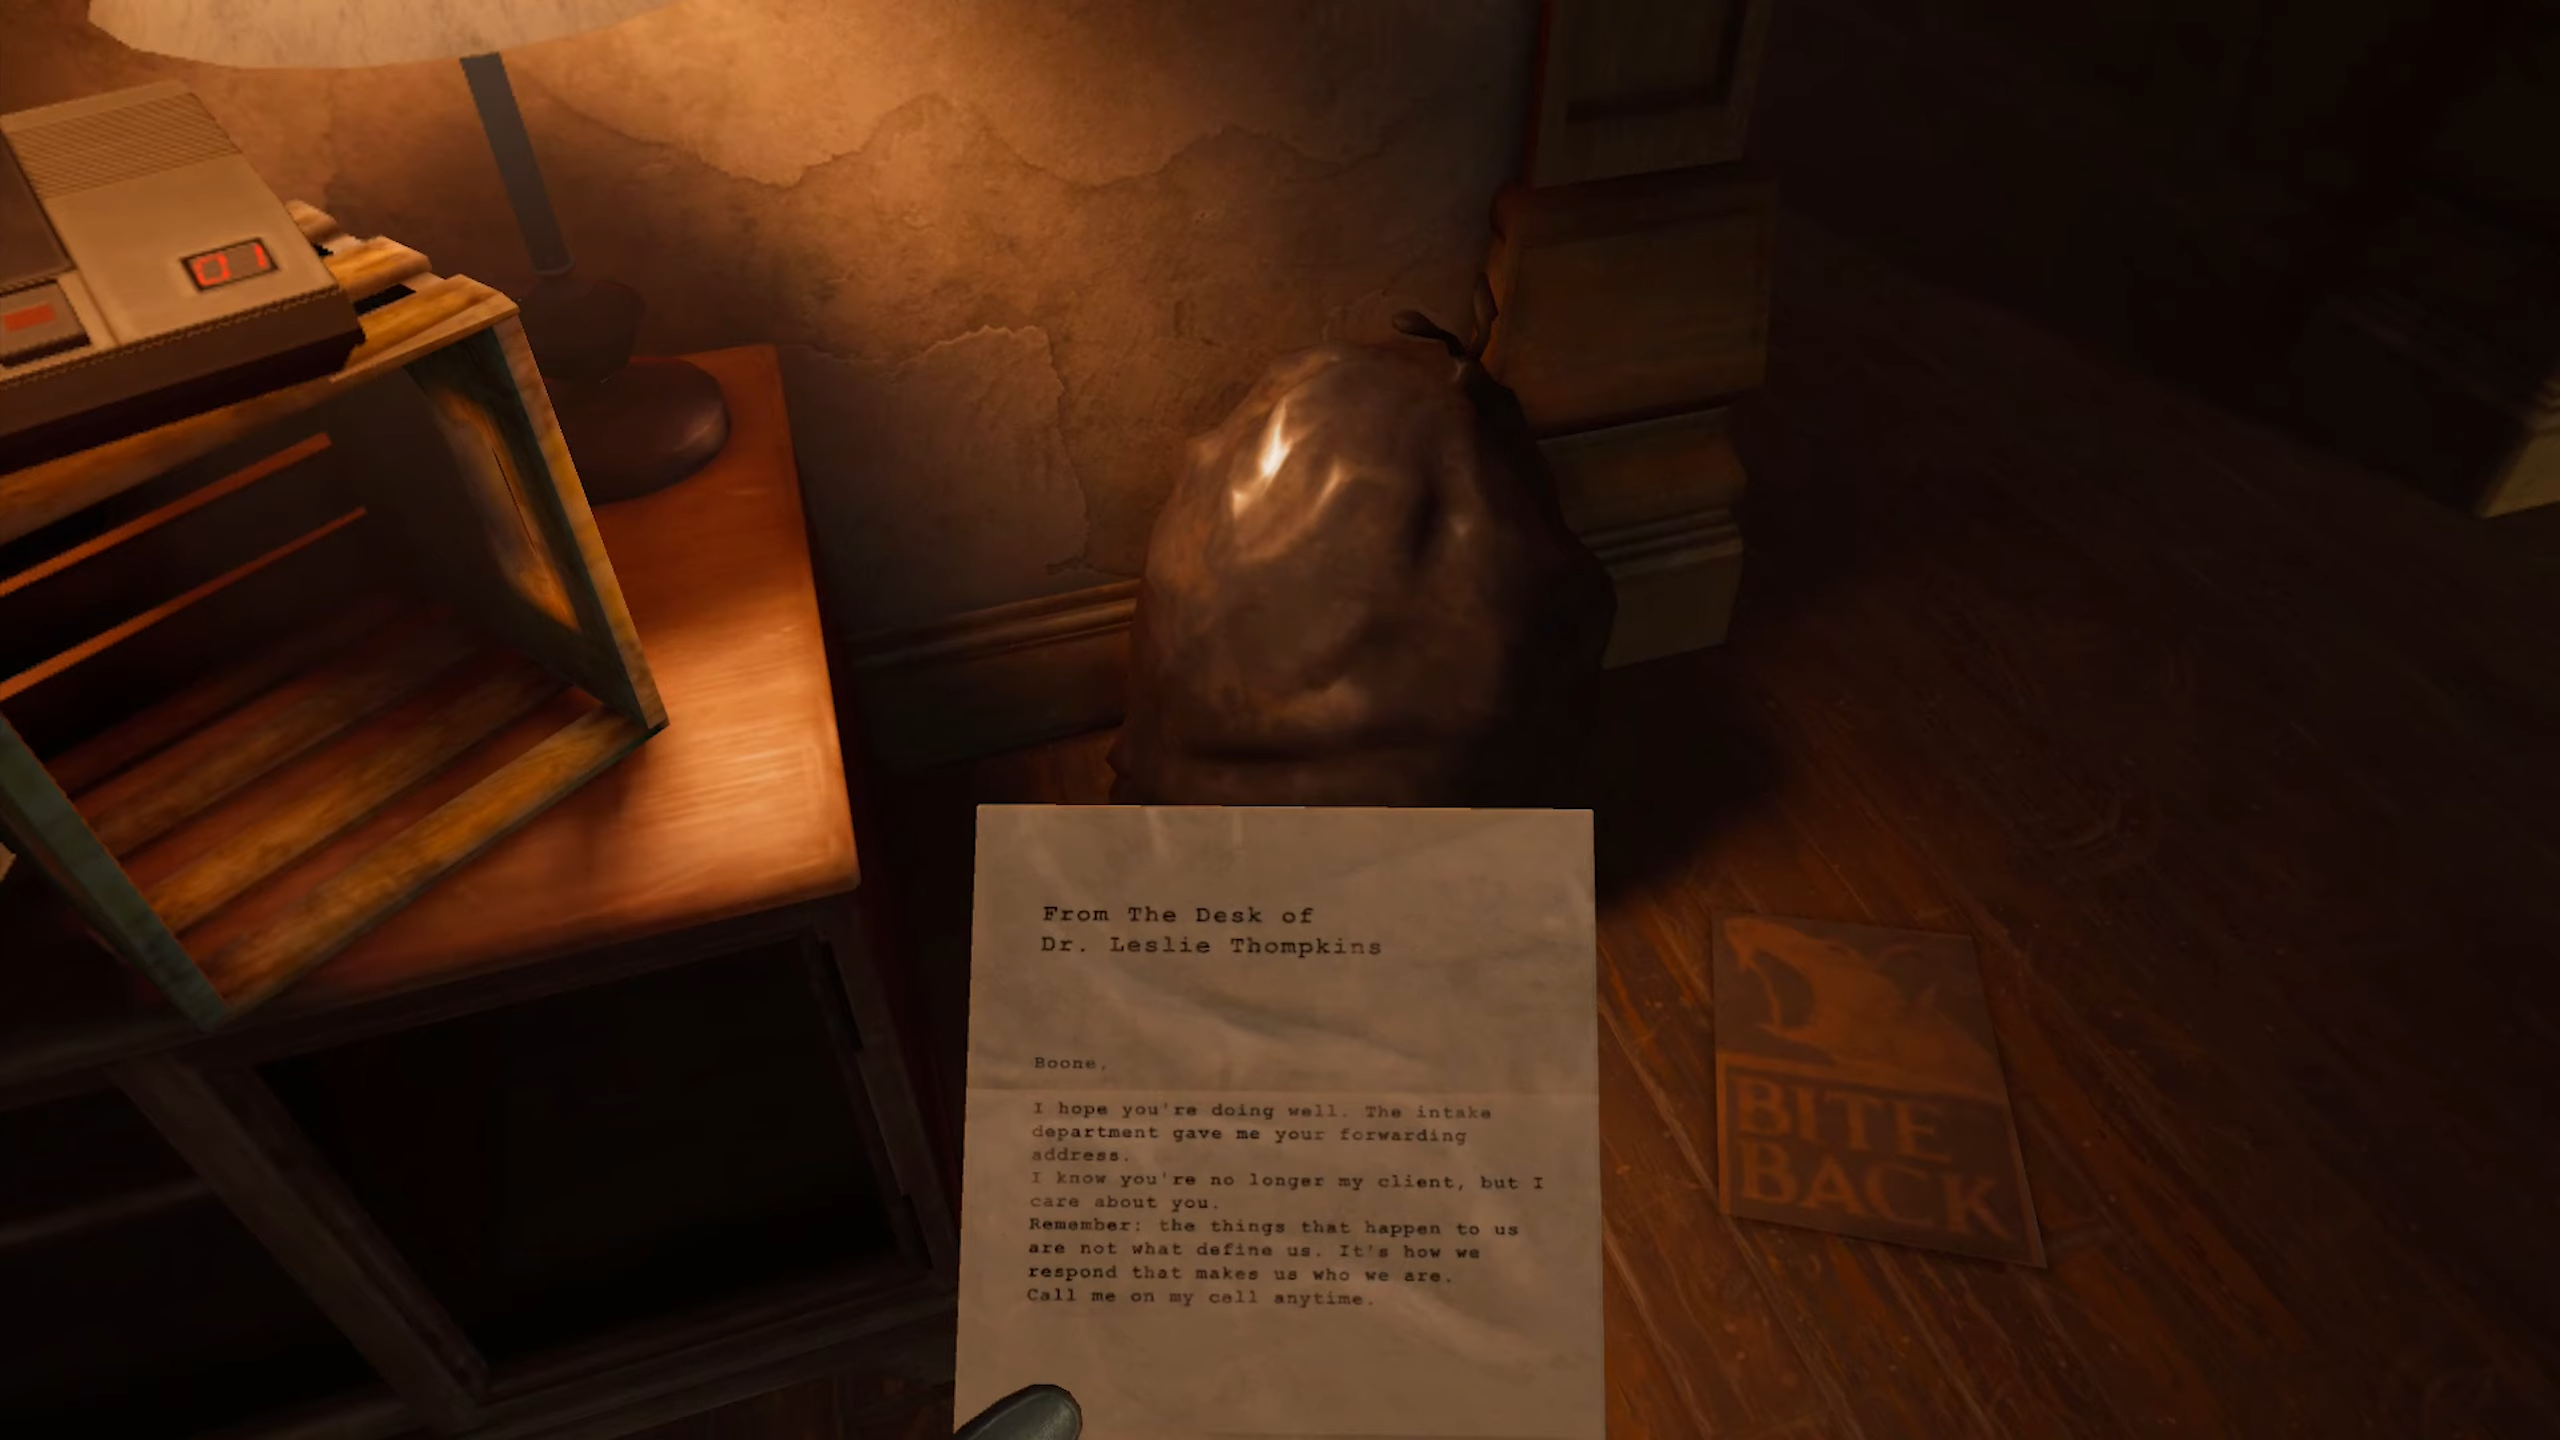 01
From The Desk of
Dr. Leslie Thompkins
Boone,
I hope you're doing well. The intake
department gave me your forwarding
address.
I know you're no longer my client, but I
care about you.
Remember: the things that happen to us
are not what define us. It's how we
respond that makes us who we are.
Call me on my cell anytime.
BITE
BACK